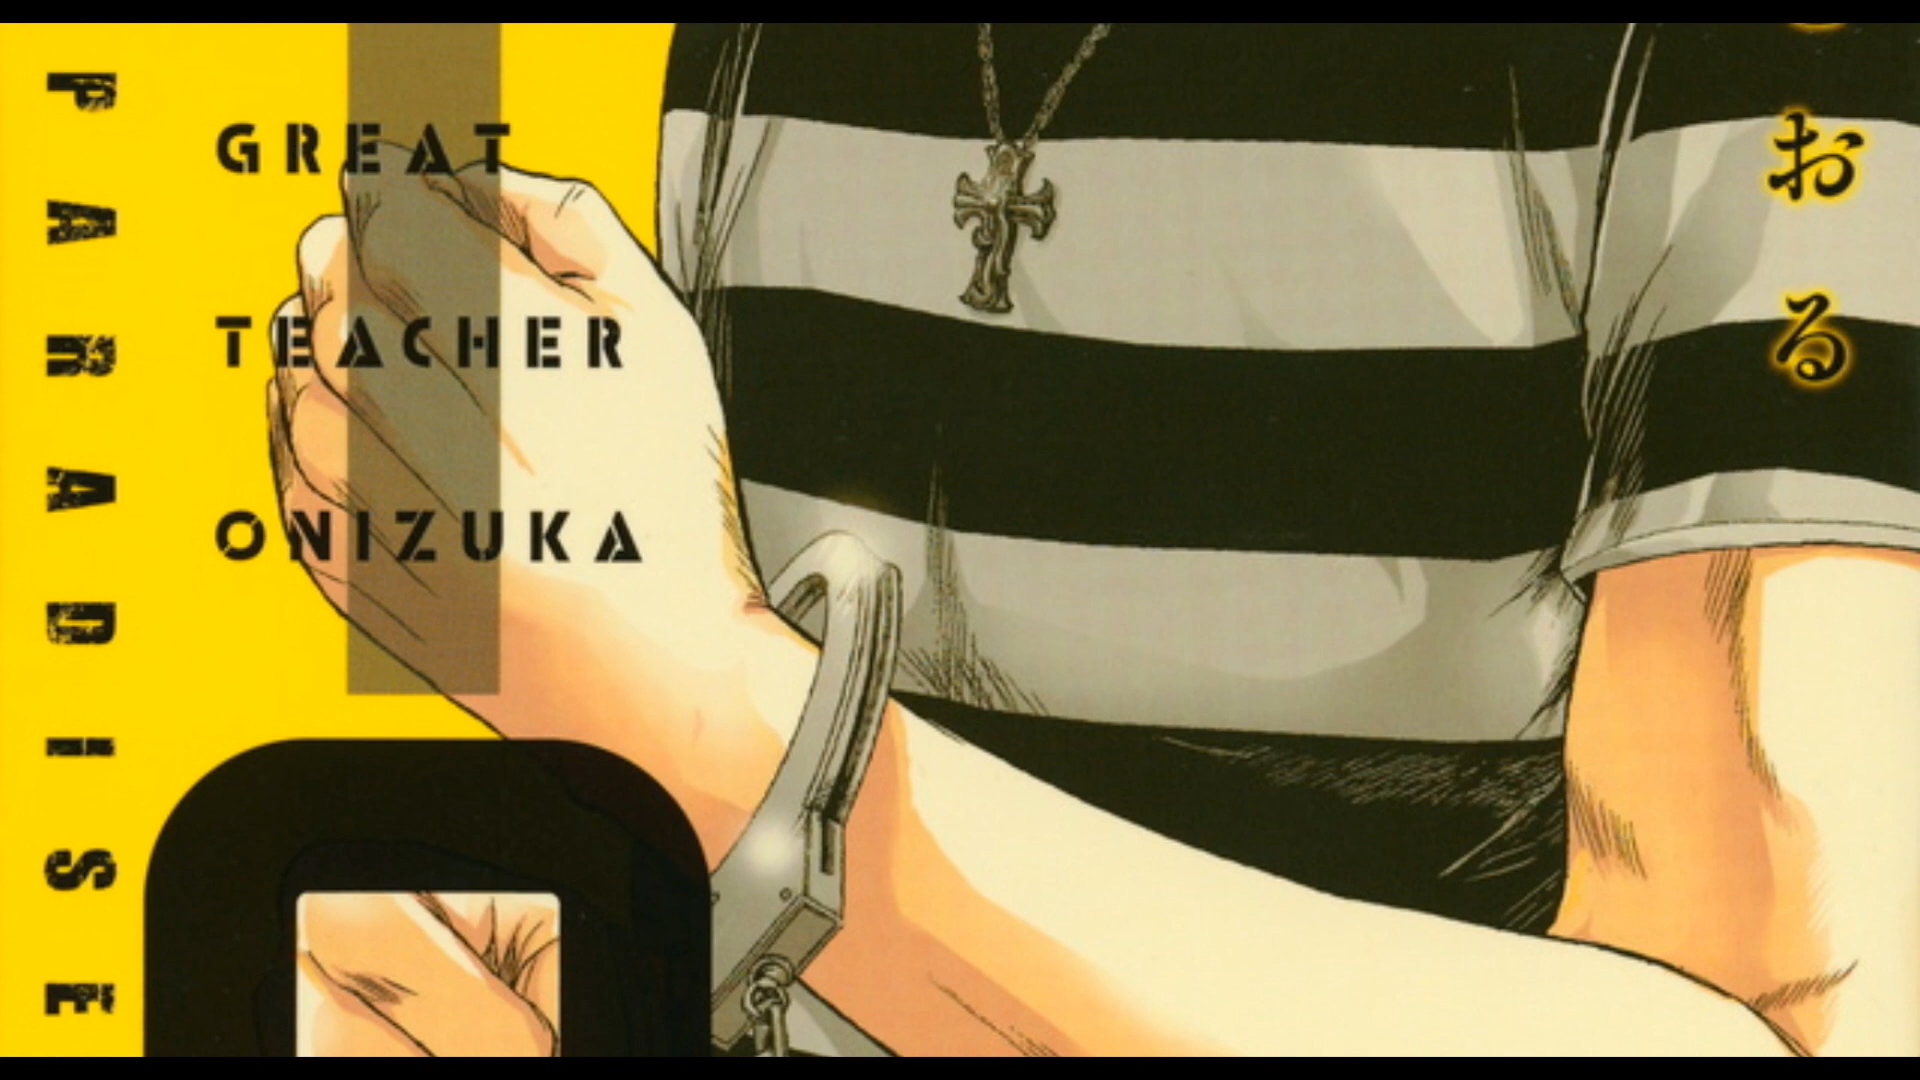 PARADISE
GREAT
TEACHER
ONIZUKA
おる